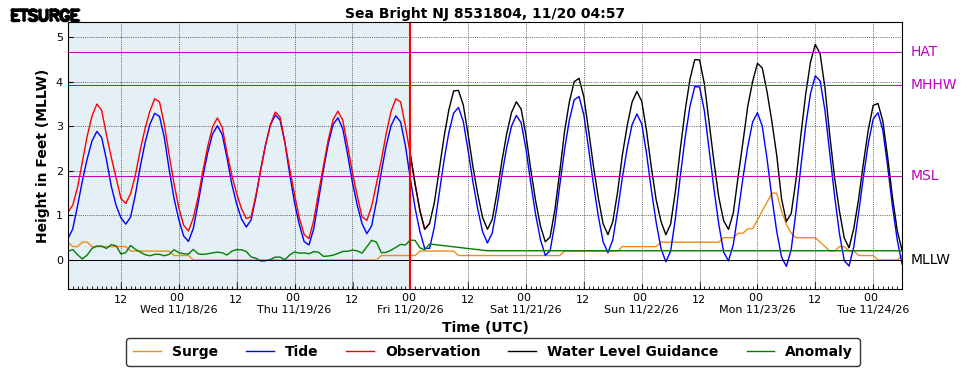 ETSURGE
Sea Bright NJ 8531804, 11/20 04:57
Height in Feet (MLLW)
5
4
3
2
1
0
HAT
MHHW
MSL
MLLW
12 00 12 00 12 00 12 00 12 00 12 00 12 00
Wed 11/18/26 Thu 11/19/26 Fri 11/20/26 Sat 11/21/26 Sun 11/22/26 Mon 11/23/26 Tue 11/24/26
Time (UTC)
Surge Tide Observation Water Level Guidance Anomaly